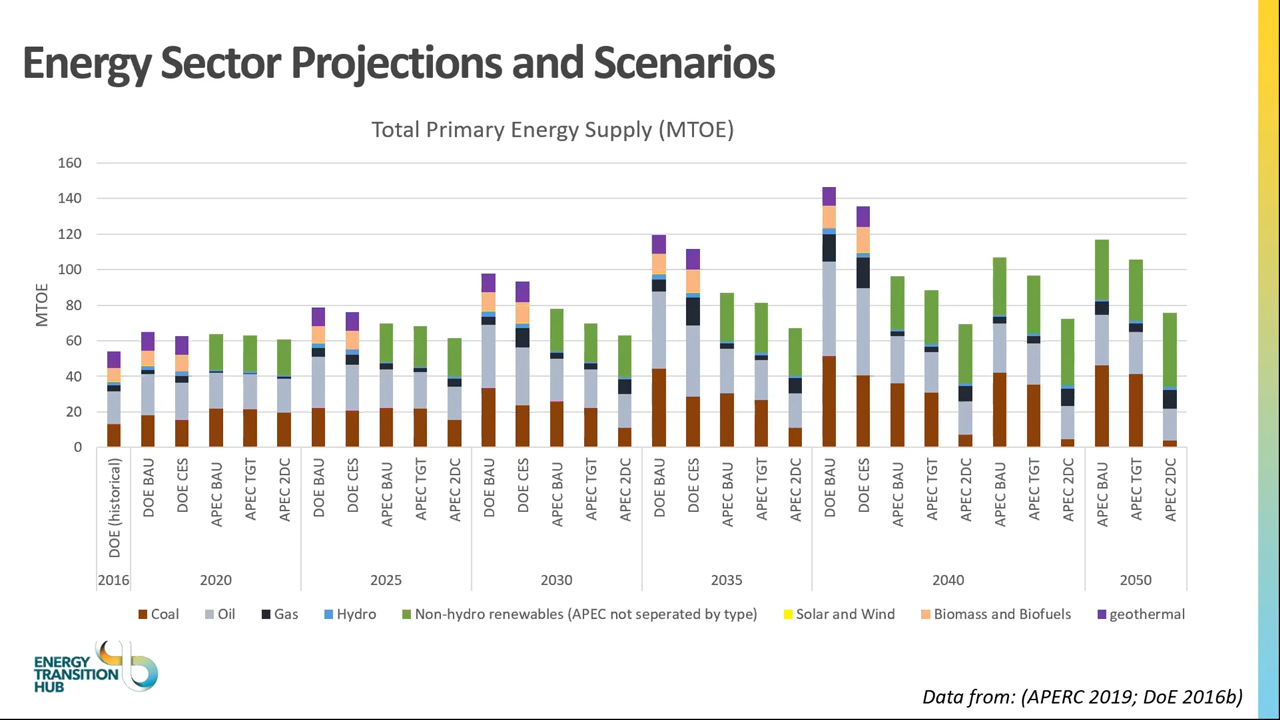 Energy Sector Projections and Scenarios
Total Primary Energy Supply (MTOE)
160
140
120
100
80
60
40
20
0
MTOE
DOE (historical)
DOE BAU
DOE CES
APEC BAU
APEC TGT
APEC 2DC
DOE BAU
DOE CES
APEC BAU
APEC TGT
APEC 2DC
DOE BAU
DOE CES
APEC BAU
APEC TGT
APEC 2DC
DOE BAU
DOE CES
APEC BAU
APEC TGT
APEC 2DC
DOE BAU
DOE CES
APEC BAU
APEC TGT
APEC 2DC
APEC BAU
APEC TGT
APEC 2DC
APEC BAU
APEC TGT
APEC 2DC
2016 2020 2025 2030 2035 2040 2050
Coal Oil Gas Hydro Non-hydro renewables (APEC not seperated by type) Solar and Wind Biomass and Biofuels geothermal
ENERGY
TRANSITION
HUB
Data from: (APERC 2019; DoE 2016b)